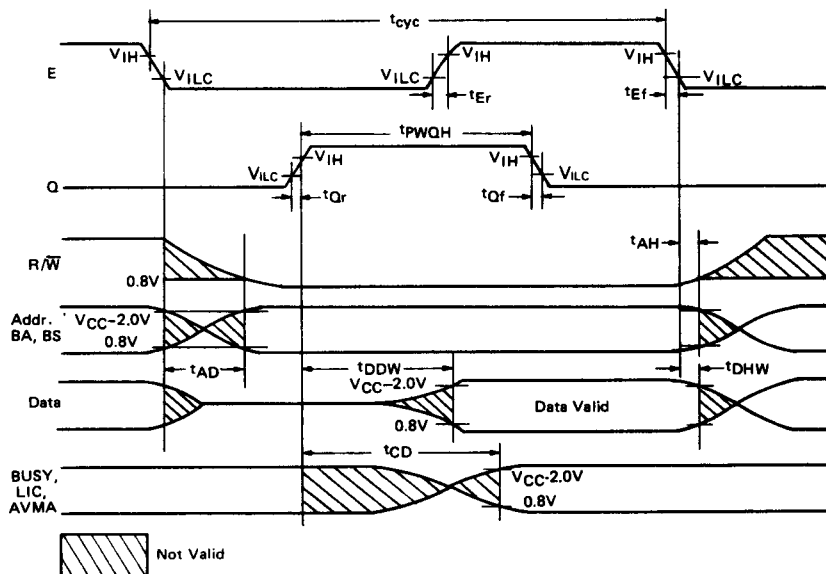 tcyc
E
VIH
VILC
VILC
VIH
tEr
VIH
VILC
tEf
tPWQH
Q
VILC
VIH
tQr
VIH
VILC
tQf
R/W̅
0.8V
tAH
Addr.
BA, BS
VCC-2.0V
0.8V
tAD
tDDW
tDHW
Data
VCC-2.0V
0.8V
Data Valid
tCD
BUSY,
LIC,
AVMA
VCC-2.0V
0.8V
Not Valid